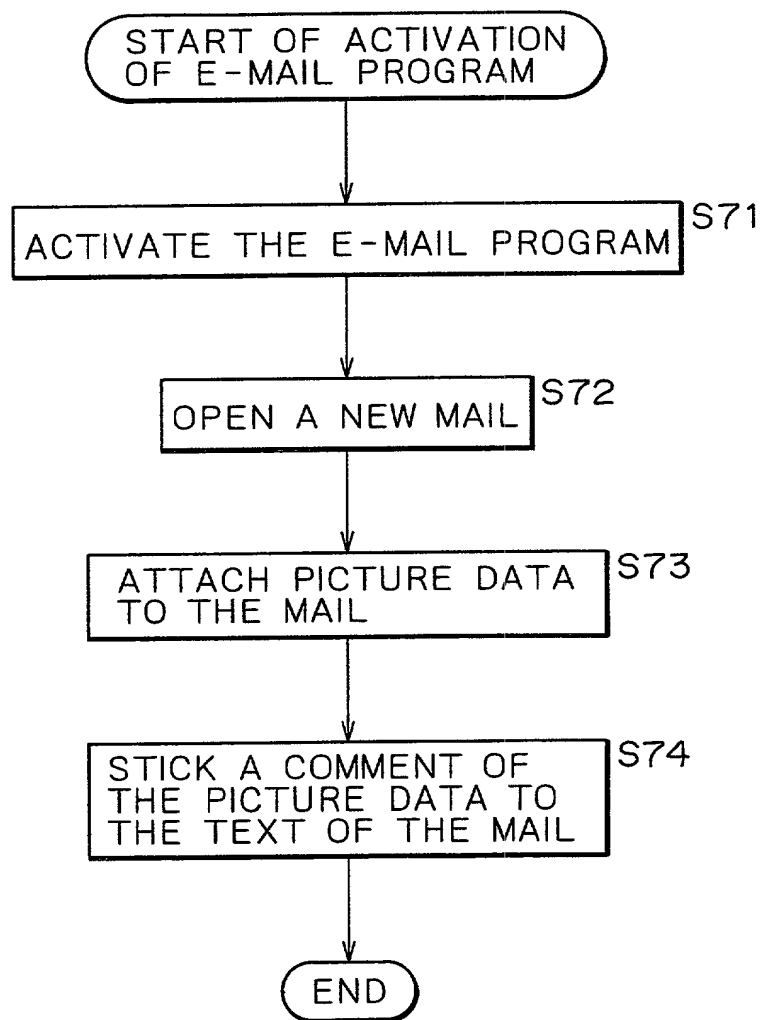 START OF ACTIVATION
OF E-MAIL PROGRAM
S71
ACTIVATE THE E-MAIL PROGRAM
S72
OPEN A NEW MAIL
S73
ATTACH PICTURE DATA
TO THE MAIL
S74
STICK A COMMENT OF
THE PICTURE DATA TO
THE TEXT OF THE MAIL
END